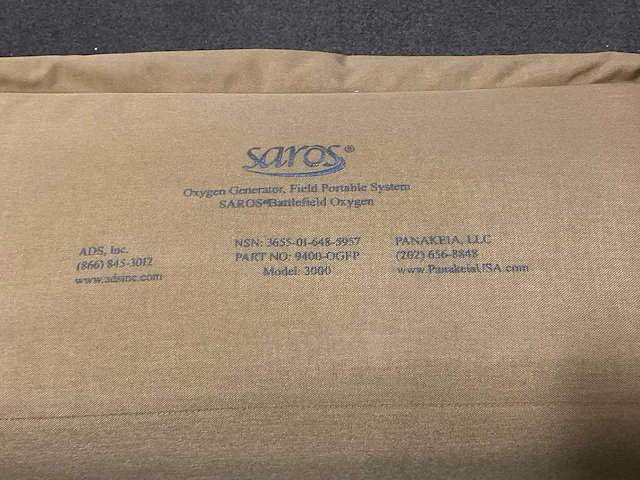 saros®
Oxygen Generator, Field Portable System
SAROS® Battlefield Oxygen
ADS, Inc.
(866) 845-3012
www.adsinc.com
NSN: 3655-01-648-5957
PART NO: 9400-OGFP
Model: 3000
PANAKEIA, LLC
(202) 656-8848
www.PanakeiaUSA.com